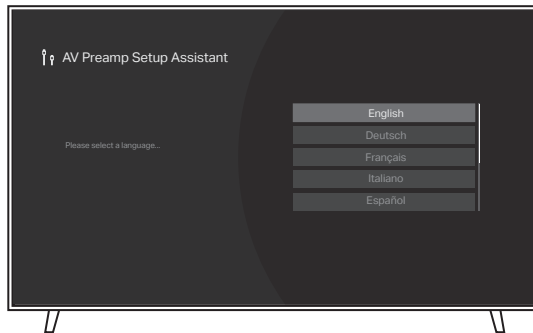 AV Preamp Setup Assistant
Please select a language...
English
Deutsch
Français
Italiano
Español